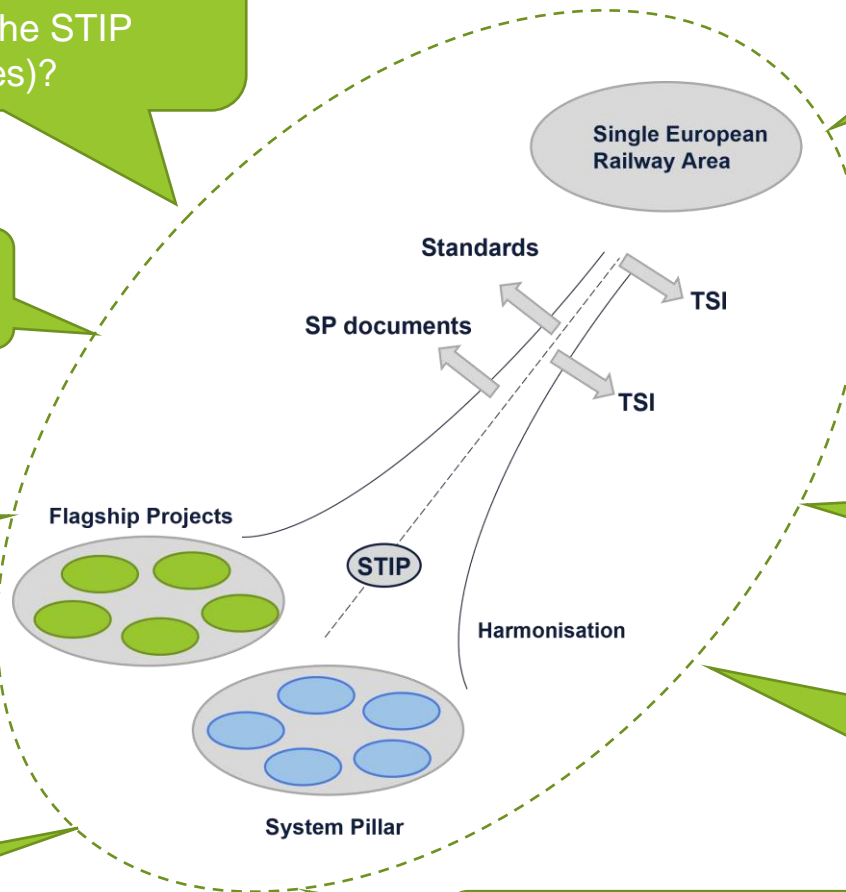 he STIP
es)?
Single European
Railway Area
Standards
TSI
SP documents
TSI
Flagship Projects
STIP
Harmonisation
System Pillar